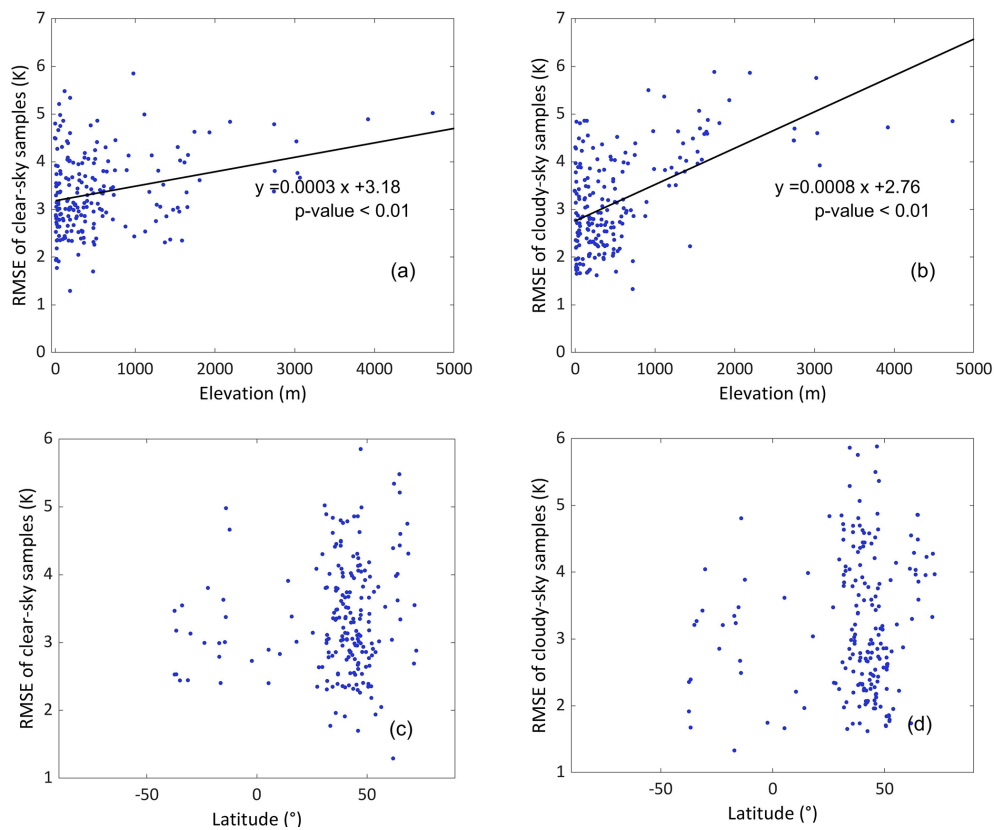 7
6
5
4
3
2
1
0
RMSE of clear-sky samples (K)
y =0.0003 x +3.18
p-value < 0.01
(a)
0 1000 2000 3000 4000 5000
Elevation (m)
7
6
5
4
3
2
1
0
RMSE of cloudy-sky samples (K)
y =0.0008 x +2.76
p-value < 0.01
(b)
0 1000 2000 3000 4000 5000
Elevation (m)
6
5
4
3
2
1
RMSE of clear-sky samples (K)
(c)
-50 0 50
Latitude (°)
6
5
4
3
2
1
RMSE of cloudy-sky samples (K)
(d)
-50 0 50
Latitude (°)